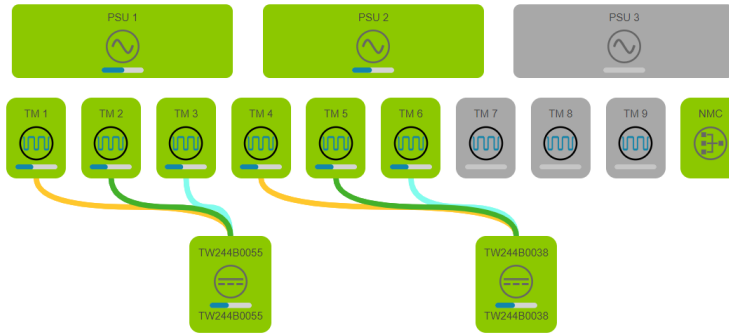 PSU 1
PSU 2
PSU 3
TM 1
TM 2
TM 3
TM 4
TM 5
TM 6
TM 7
TM 8
TM 9
NMC
TW244B0055
TW244B0038
TW244B0055
TW244B0038